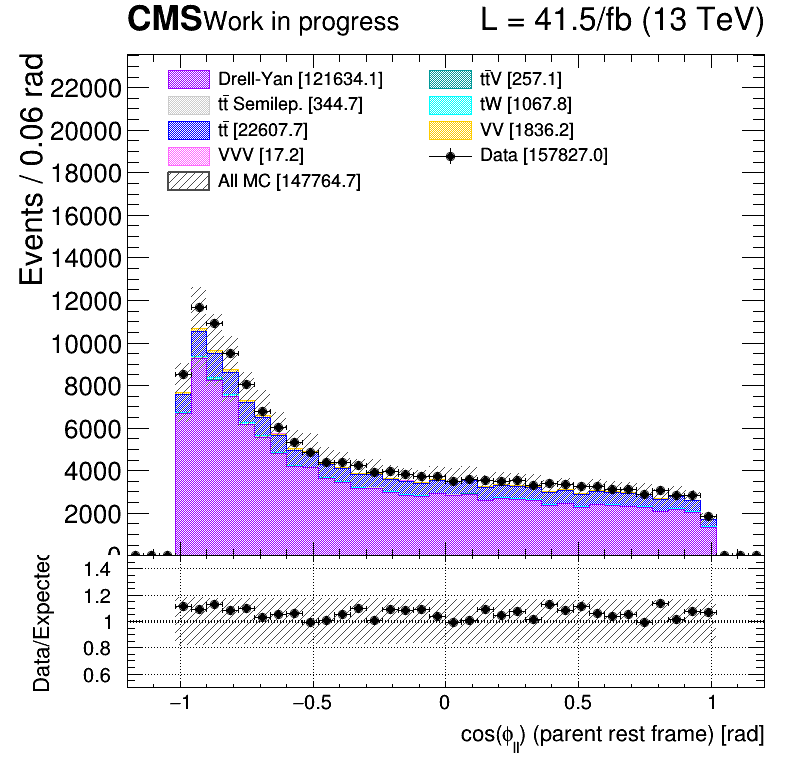 CMS Work in progress L = 41.5/fb (13 TeV)
Events / 0.06 rad
22000
20000
18000
16000
14000
12000
10000
8000
6000
4000
2000
0
Drell-Yan [121634.1]
tt̄ Semilep. [344.7]
tt̄ [22607.7]
VVV [17.2]
All MC [147764.7]
tt̄V [257.1]
tW [1067.8]
VV [1836.2]
Data [157827.0]
Data/Expected
1.4
1.2
1
0.8
0.6
−1 −0.5 0 0.5 1
cos(ϕ_ll) (parent rest frame) [rad]